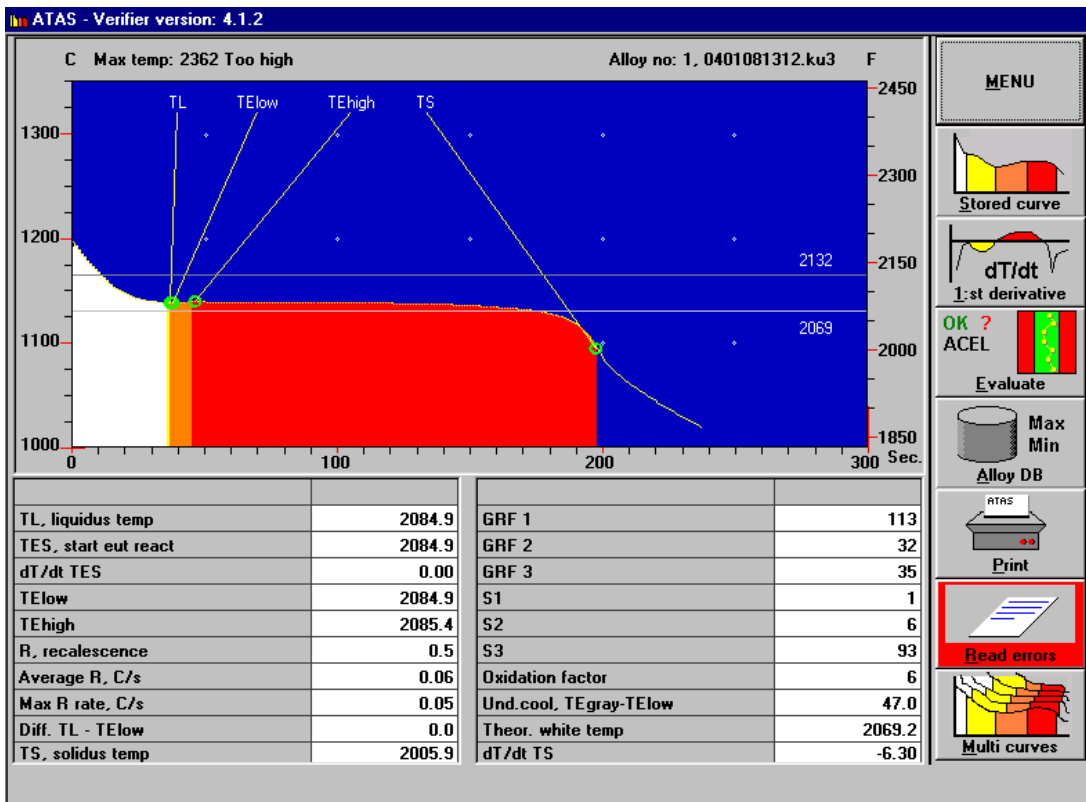 ATAS - Verifier version: 4.1.2
C Max temp: 2362 Too high Alloy no: 1, 0401081312.ku3 F
TL TElow TEhigh TS
2450
1300
2300
1200
2150
2132
2069
1100
2000
1000
1850
0 100 200 300 Sec.
TL, liquidus temp 2084.9
TES, start eut react 2084.9
dT/dt TES 0.00
TElow 2084.9
TEhigh 2085.4
R, recalescence 0.5
Average R, C/s 0.06
Max R rate, C/s 0.05
Diff. TL - TElow 0.0
TS, solidus temp 2005.9
GRF 1 113
GRF 2 32
GRF 3 35
S1 1
S2 6
S3 93
Oxidation factor 6
Und.cool, TEgray-TElow 47.0
Theor. white temp 2069.2
dT/dt TS -6.30
MENU
Stored curve
dT/dt
1:st derivative
OK ?
ACEL
Evaluate
Max
Min
Alloy DB
ATAS
Print
Read errors
Multi curves